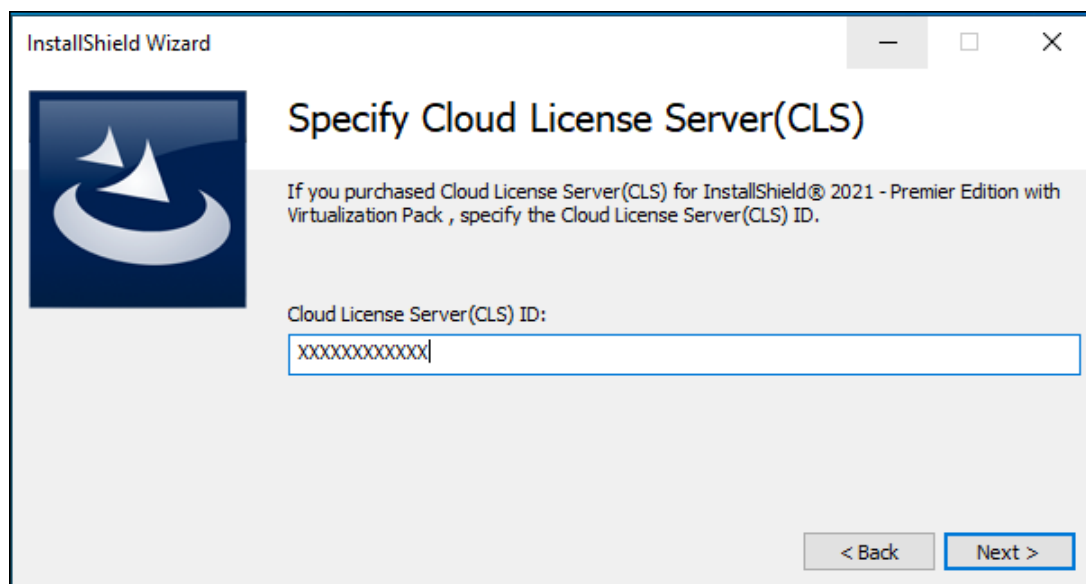 InstallShield Wizard
Specify Cloud License Server(CLS)
If you purchased Cloud License Server(CLS) for InstallShield® 2021 - Premier Edition with
Virtualization Pack , specify the Cloud License Server(CLS) ID.
Cloud License Server(CLS) ID:
XXXXXXXXXXXX
< Back
Next >